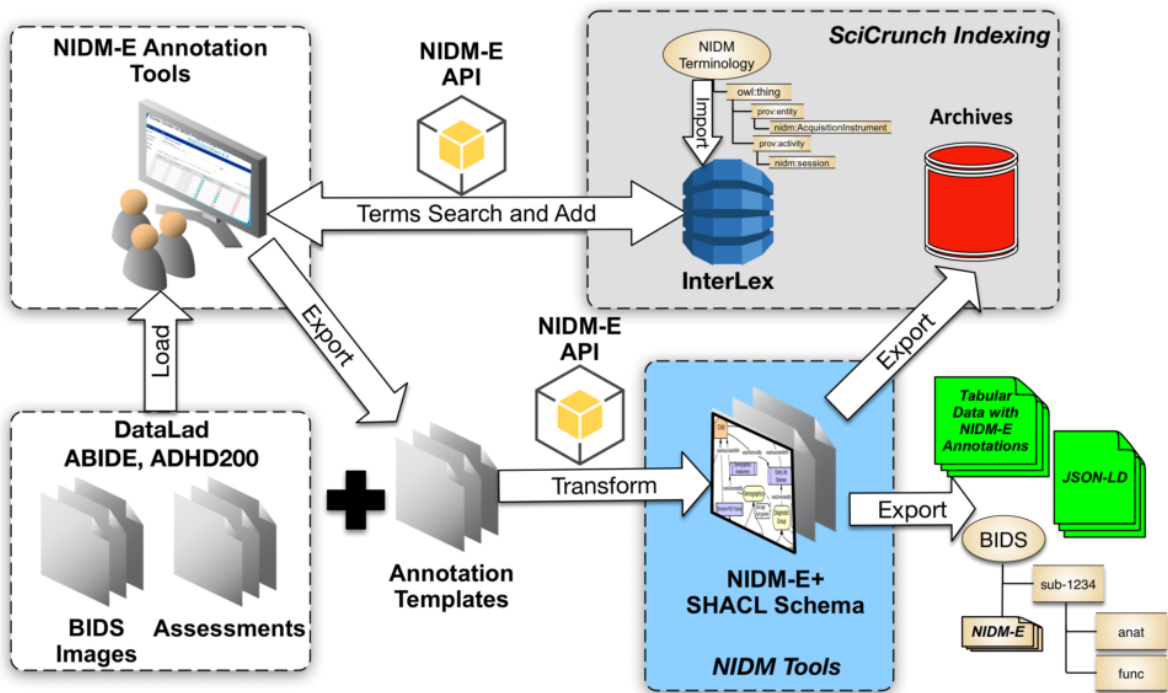 NIDM-E Annotation
Tools
NIDM-E
API
SciCrunch Indexing
NIDM
Terminology
Import
owl:thing
prov:entity
nidm:AcquisitionInstrument
prov:activity
nidm:session
Archives
Terms Search and Add
InterLex
Load
Export
NIDM-E
API
Export
DataLad
ABIDE, ADHD200
BIDS
Images
Assessments
Annotation
Templates
Transform
NIDM-E+
SHACL Schema
NIDM Tools
Export
Tabular
Data with
NIDM-E
Annotations
JSON-LD
BIDS
sub-1234
NIDM-E
anat
func